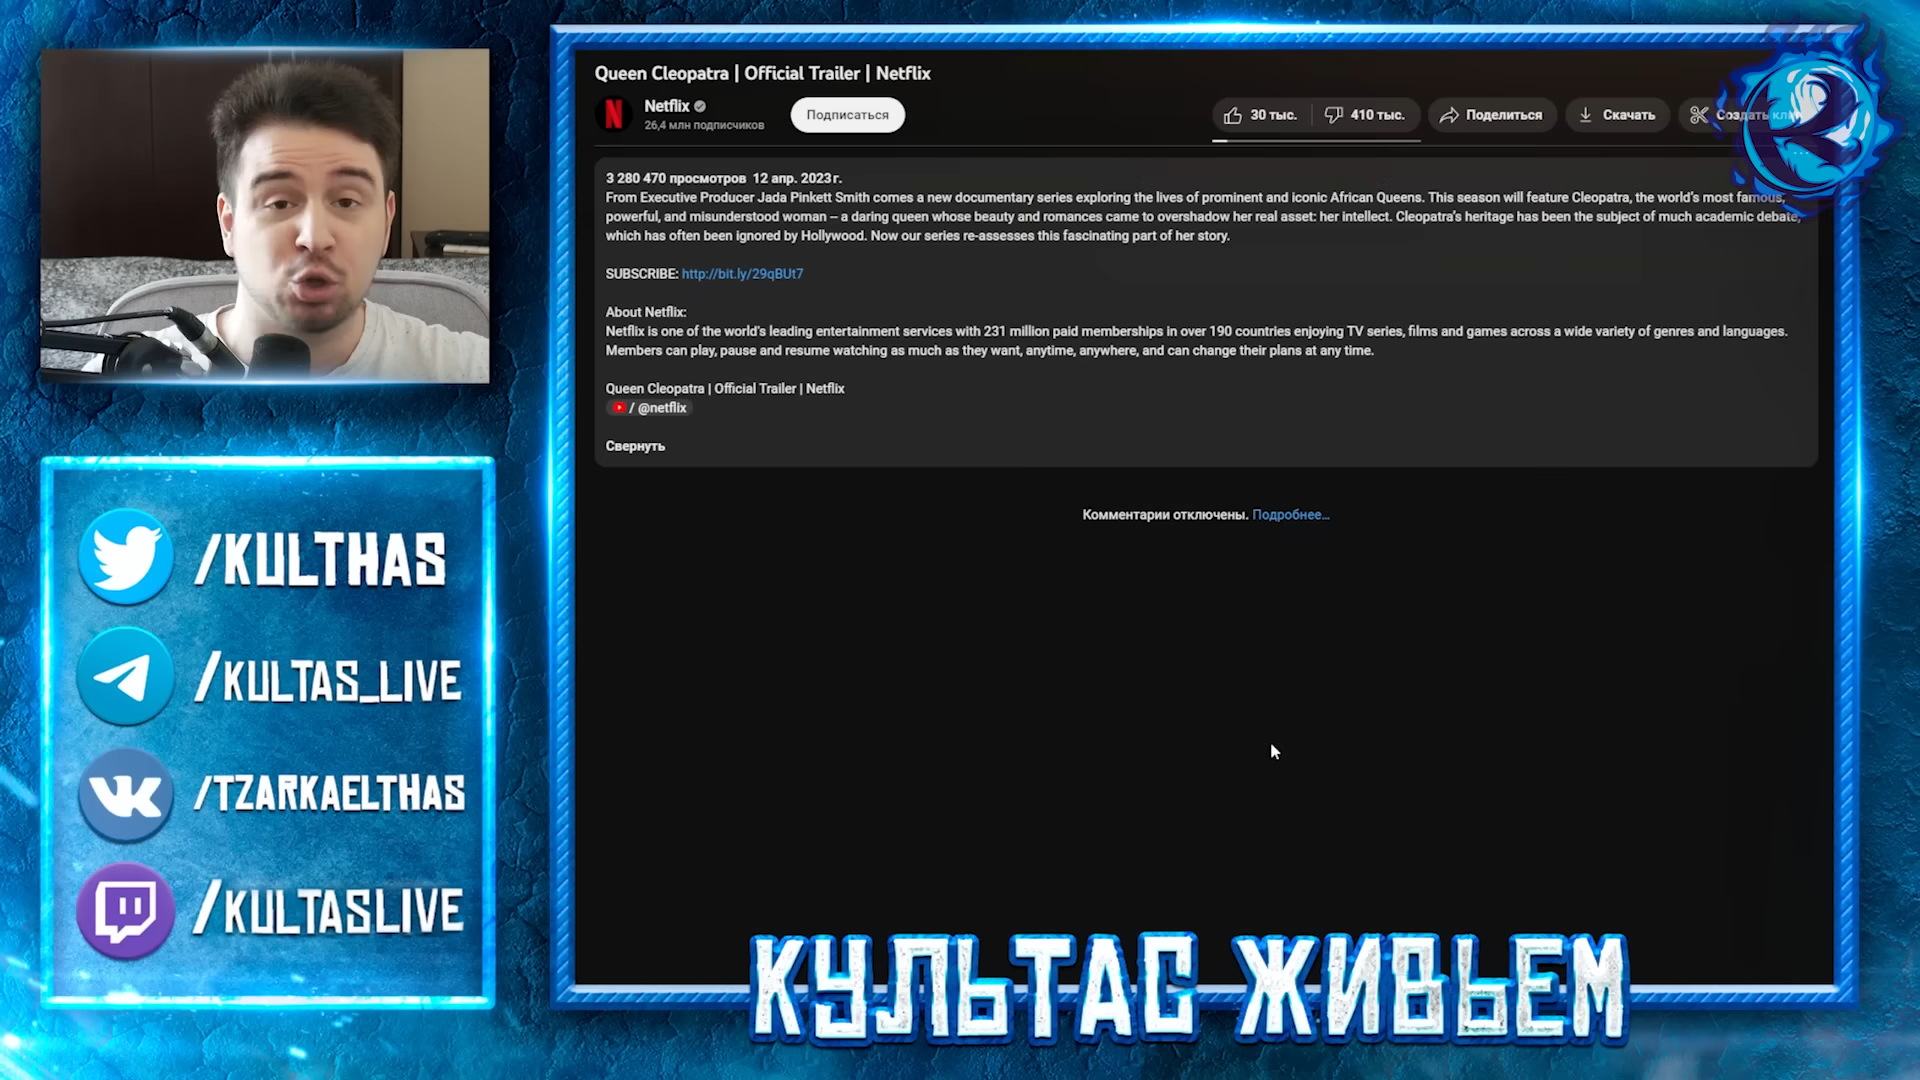 Queen Cleopatra | Official Trailer | Netflix
Netflix
26,4 млн подписчиков
Подписаться
30 тыс.
410 тыс.
Поделиться
Скачать
Создать
3 280 470 просмотров 12 апр. 2023 г.
From Executive Producer Jada Pinkett Smith comes a new documentary series exploring the lives of prominent and iconic African Queens. This season will feature Cleopatra, the world's most famous,
powerful, and misunderstood woman – a daring queen whose beauty and romances came to overshadow her real asset: her intellect. Cleopatra's heritage has been the subject of much academic debate,
which has often been ignored by Hollywood. Now our series re-assesses this fascinating part of her story.
SUBSCRIBE: http://bit.ly/29qBUt7
About Netflix:
Netflix is one of the world's leading entertainment services with 231 million paid memberships in over 190 countries enjoying TV series, films and games across a wide variety of genres and languages.
Members can play, pause and resume watching as much as they want, anytime, anywhere, and can change their plans at any time.
Queen Cleopatra | Official Trailer | Netflix
/ @netflix
Свернуть
Комментарии отключены. Подробнее...
/KULTHAS
/KULTAS_LIVE
/TZARKAELTHAS
/KULTASLIVE
КУЛЬТАС ЖИВЬЕМ